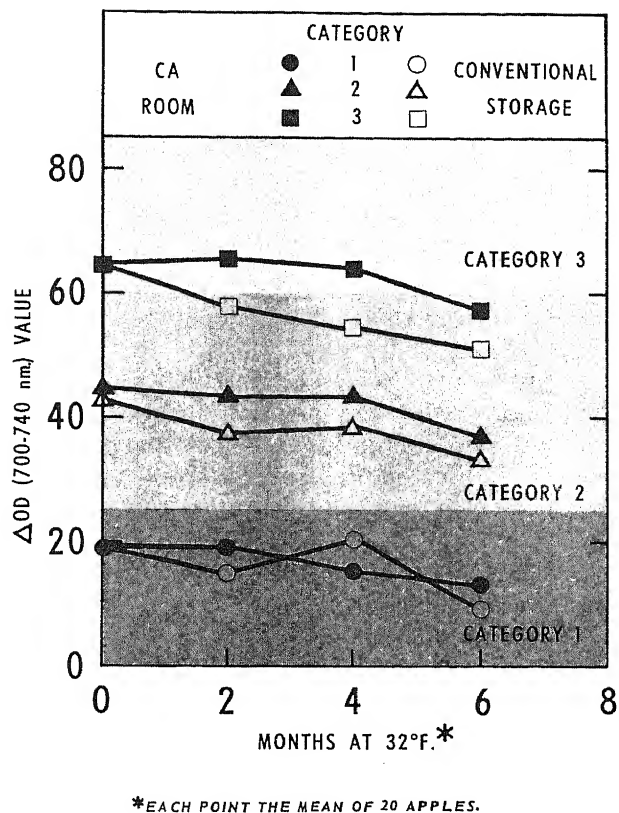 CATEGORY
CA ROOM
1
2
3
CONVENTIONAL STORAGE
80
60
40
20
0
ΔOD (700-740 nm.) VALUE
CATEGORY 3
CATEGORY 2
CATEGORY 1
0 2 4 6 8
MONTHS AT 32°F.*
*EACH POINT THE MEAN OF 20 APPLES.